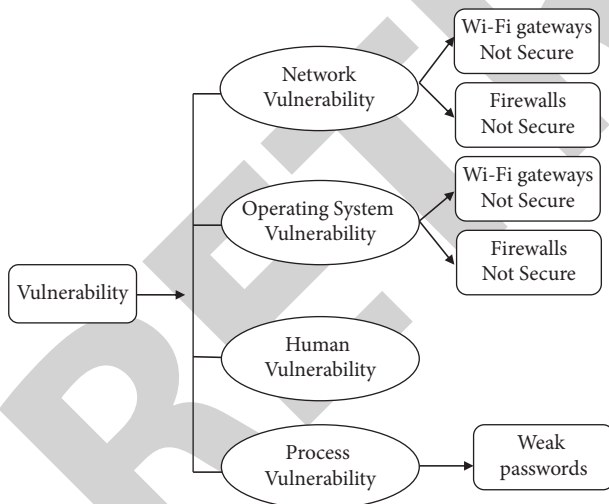 Wi-Fi gateways
Not Secure
Network
Vulnerability
Firewalls
Not Secure
Wi-Fi gateways
Not Secure
Operating System
Vulnerability
Firewalls
Not Secure
Vulnerability
Human
Vulnerability
Process
Vulnerability
Weak
passwords